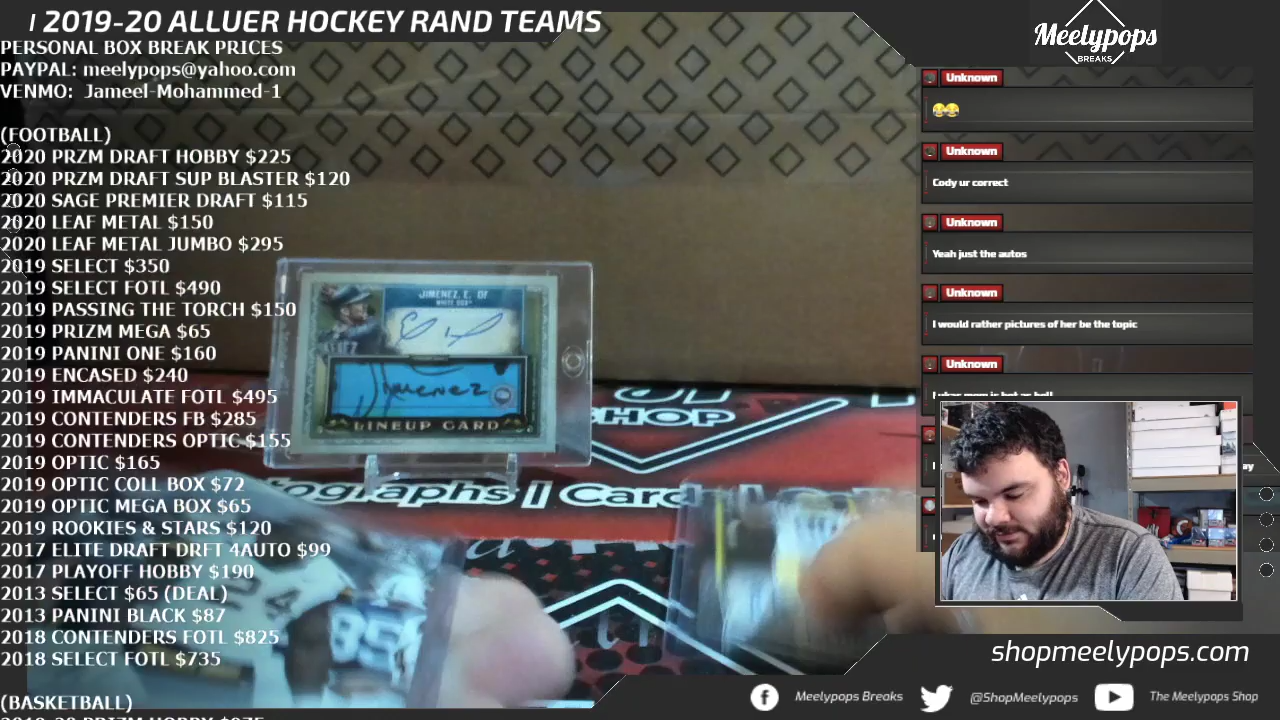 I 2019-20 ALLUER HOCKEY RAND TEAMS
PERSONAL BOX BREAK PRICES
PAYPAL: meelypops@yahoo.com
VENMO: Jameel-Mohammed-1
(FOOTBALL)
2020 PRZM DRAFT HOBBY $225
2020 PRZM DRAFT SUP BLASTER $120
2020 SAGE PREMIER DRAFT $115
2020 LEAF METAL $150
2020 LEAF METAL JUMBO $295
2019 SELECT $350
2019 SELECT FOTL $490
2019 PASSING THE TORCH $150
2019 PRIZM MEGA $65
2019 PANINI ONE $160
2019 ENCASED $240
2019 IMMACULATE FOTL $495
2019 CONTENDERS FB $285
2019 CONTENDERS OPTIC $155
2019 OPTIC $165
2019 OPTIC COLL BOX $72
2019 OPTIC MEGA BOX $65
2019 ROOKIES & STARS $120
2017 ELITE DRAFT DRFT 4AUTO $99
2017 PLAYOFF HOBBY $190
2013 SELECT $65 (DEAL)
2013 PANINI BLACK $87
2018 CONTENDERS FOTL $825
2018 SELECT FOTL $735
(BASKETBALL)
JIMENEZ, E. OF
WHITE SOX
Jimenez
LINEUP CARD
SHOP
85
Meelypops
BREAKS
Unknown
😂😂
Unknown
Cody ur correct
Unknown
Yeah just the autos
Unknown
I would rather pictures of her be the topic
Unknown
shopmeelypops.com
Meelypops Breaks
@ShopMeelypops
The Meelypops Shop